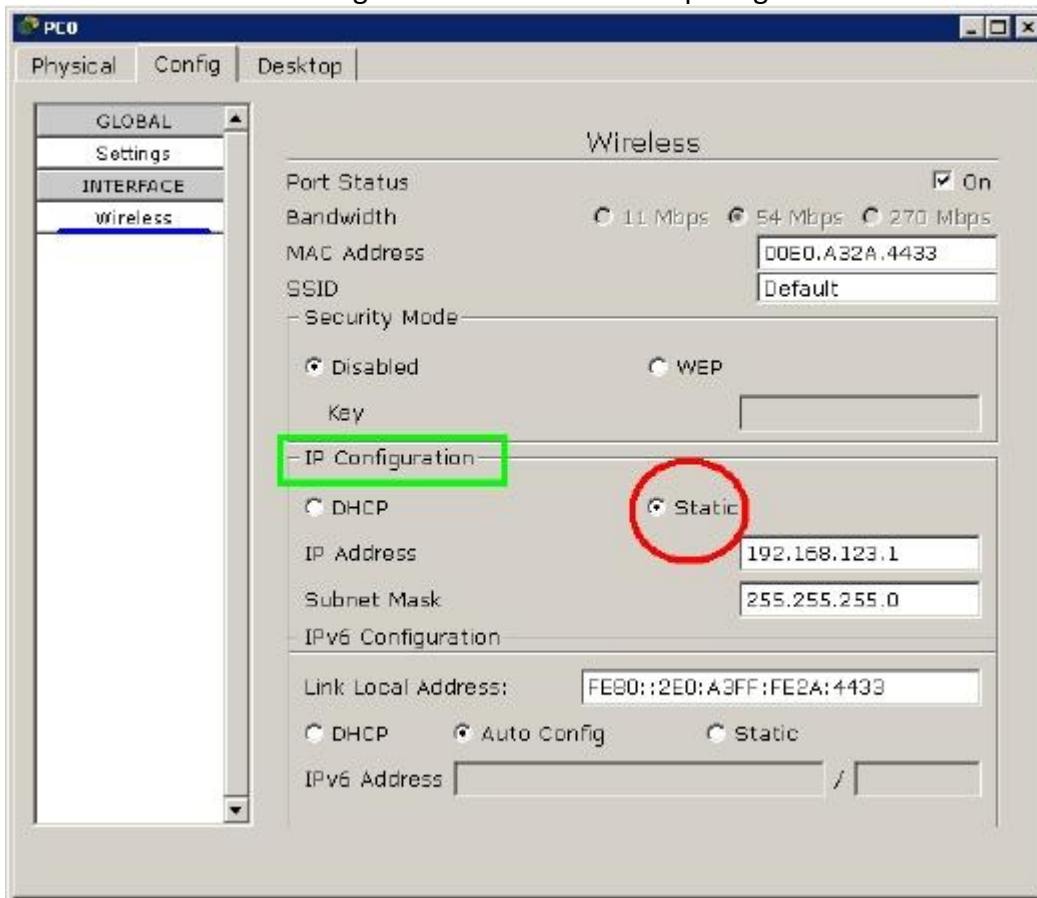 PC0
Physical Config Desktop
GLOBAL
Settings
INTERFACE
Wireless
Wireless
Port Status On
Bandwidth 11 Mbps 54 Mbps 270 Mbps
MAC Address 00E0.A32A.4433
SSID Default
Security Mode
Disabled WEP
Key
IP Configuration
DHCP Static
IP Address 192.168.123.1
Subnet Mask 255.255.255.0
IPv6 Configuration
Link Local Address: FE80::2E0:A3FF:FE2A:4433
DHCP Auto Config Static
IPv6 Address /